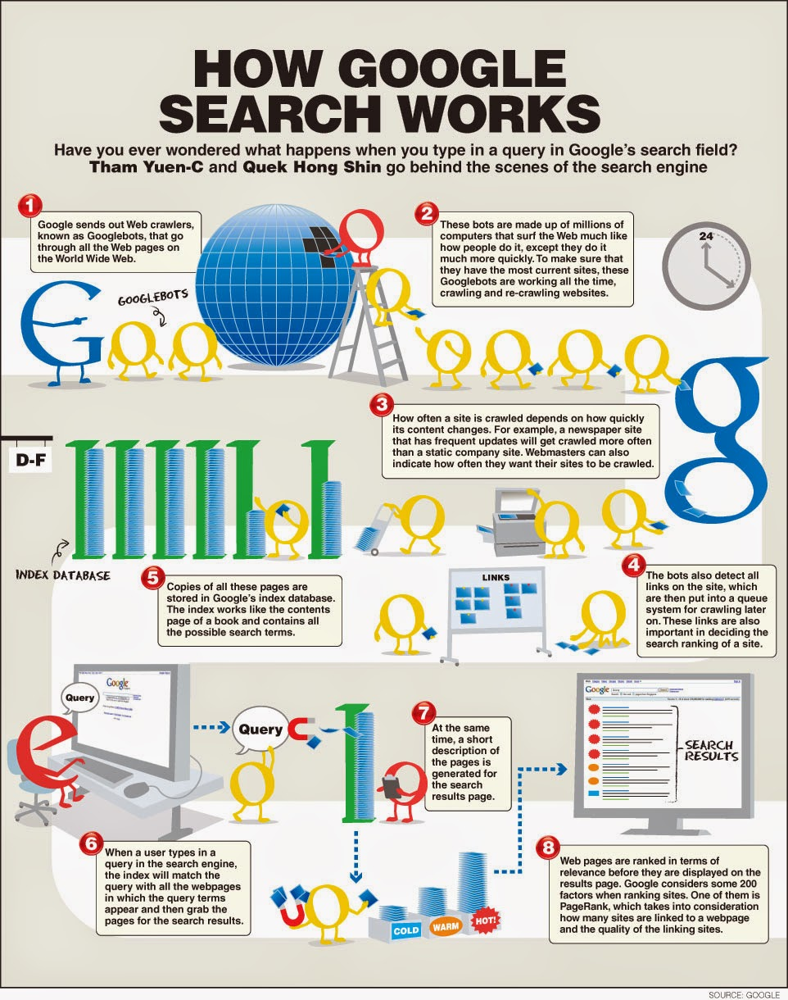 HOW GOOGLE
SEARCH WORKS
Have you ever wondered what happens when you type in a query in Google's search field?
Tham Yuen-C and Quek Hong Shin go behind the scenes of the search engine
1
Google sends out Web crawlers,
known as Googlebots, that go
through all the Web pages on
the World Wide Web.
GOOGLEBOTS
2
These bots are made up of millions of
computers that surf the Web much like
how people do it, except they do it
much more quickly. To make sure that
they have the most current sites, these
Googlebots are working all the time,
crawling and re-crawling websites.
24
3
How often a site is crawled depends on how quickly
its content changes. For example, a newspaper site
that has frequent updates will get crawled more often
than a static company site. Webmasters can also
indicate how often they want their sites to be crawled.
D-F
INDEX DATABASE
4
The bots also detect all
links on the site, which
are then put into a queue
system for crawling later
on. These links are also
important in deciding the
search ranking of a site.
LINKS
5
Copies of all these pages are
stored in Google's index database.
The index works like the contents
page of a book and contains all
the possible search terms.
Google
Query
Query
6
When a user types in a
query in the search engine,
the index will match the
query with all the webpages
in which the query terms
appear and then grab the
pages for the search results.
7
At the same
time, a short
description of
the pages is
generated for
the search
results page.
COLD
WARM
HOT!
Google
SEARCH
RESULTS
8
Web pages are ranked in terms of
relevance before they are displayed on the
results page. Google considers some 200
factors when ranking sites. One of them is
PageRank, which takes into consideration
how many sites are linked to a webpage
and the quality of the linking sites.
SOURCE: GOOGLE